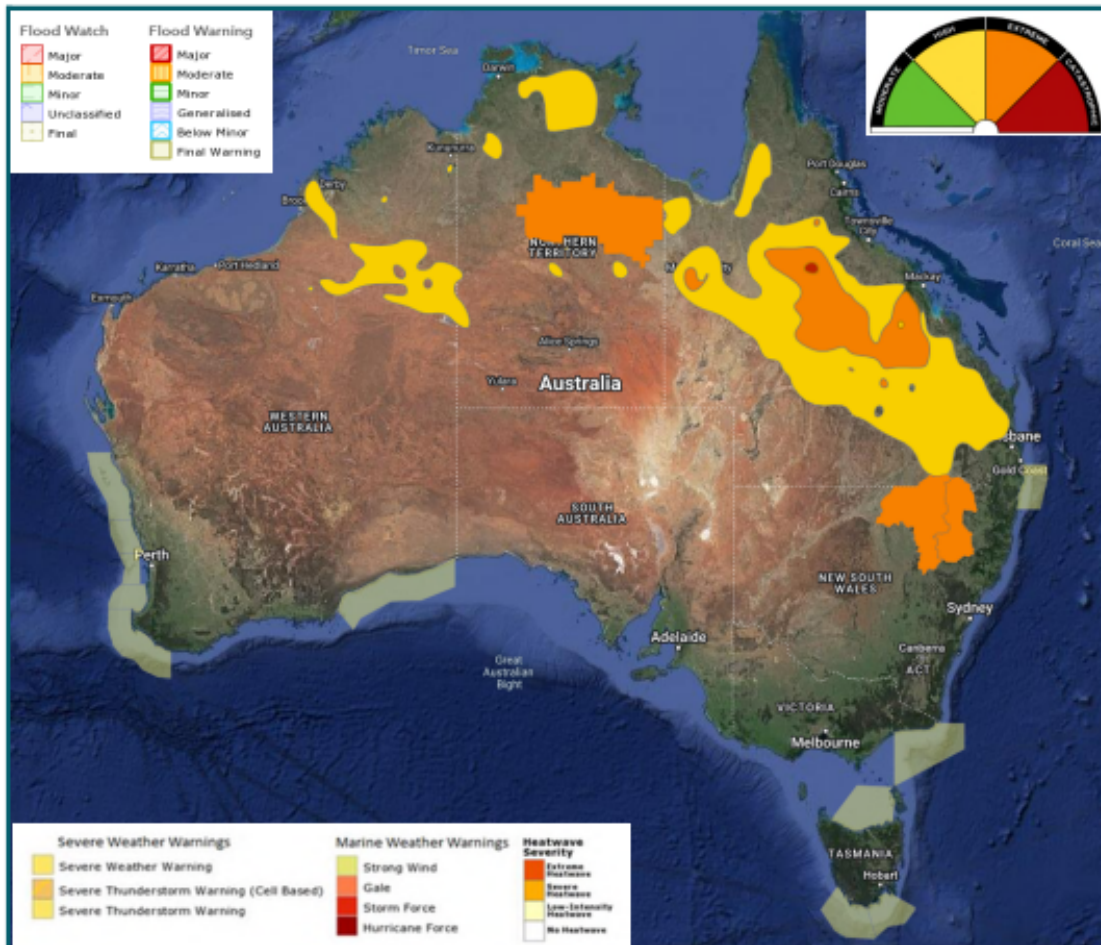 Flood Watch
Major
Moderate
Minor
Unclassified
Final
Flood Warning
Major
Moderate
Minor
Generalised
Below Minor
Final Warning
MODERATE
HIGH
EXTREME
CATASTROPHIC
Timor Sea
Darwin
Kununurra
Port Douglas
Cairns
Townsville
City
Coral Sea
NORTHERN
TERRITORY
Karratha
Port Hedland
Exmouth
Mackay
Alice Springs
Yulara
Australia
WESTERN
AUSTRALIA
Gold Coast
SOUTH
AUSTRALIA
Perth
NEW SOUTH
WALES
Sydney
Adelaide
Canberra
ACT
Great
Australian
Bight
VICTORIA
Melbourne
TASMANIA
Hobart
Severe Weather Warnings
Severe Weather Warning
Severe Thunderstorm Warning (Cell Based)
Severe Thunderstorm Warning
Marine Weather Warnings
Strong Wind
Gale
Storm Force
Hurricane Force
Heatwave
Severity
Extreme
Heatwave
Severe
Heatwave
Low-Intensity
Heatwave
No Heatwave